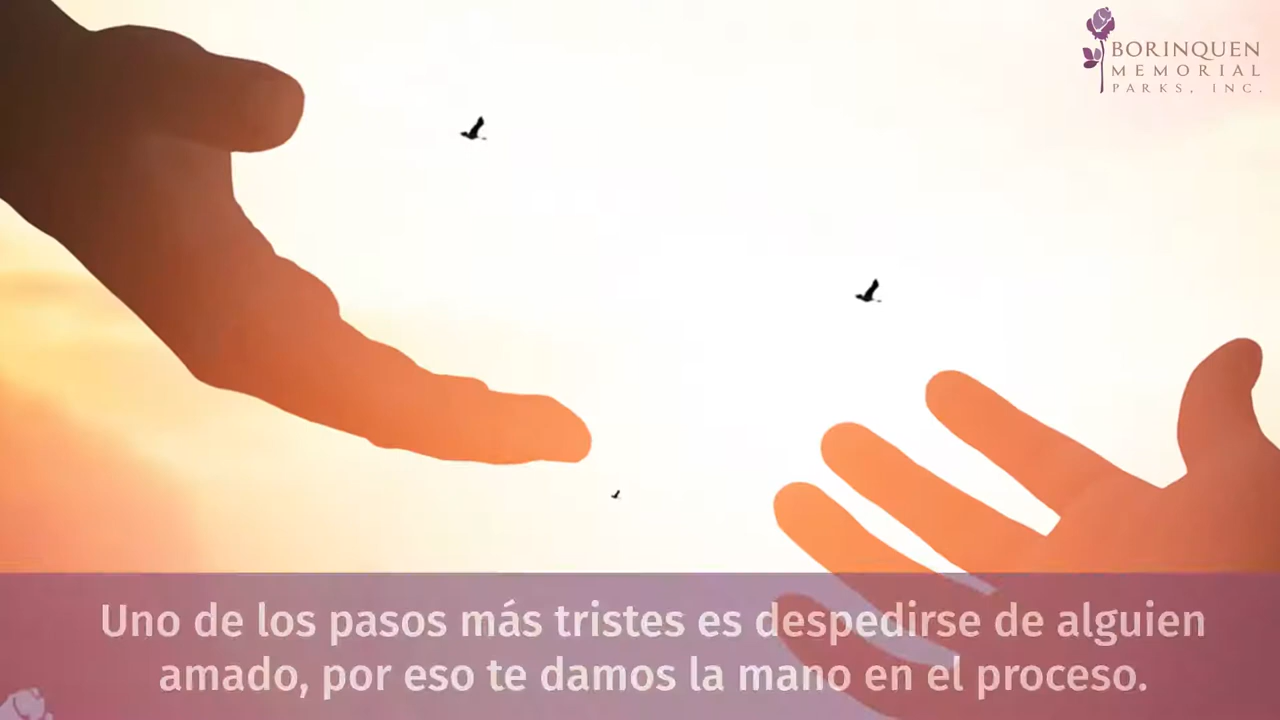 BORINQUEN
MEMORIAL
PARKS, INC.
Uno de los pasos más tristes es despedirse de alguien
amado, por eso te damos la mano en el proceso.